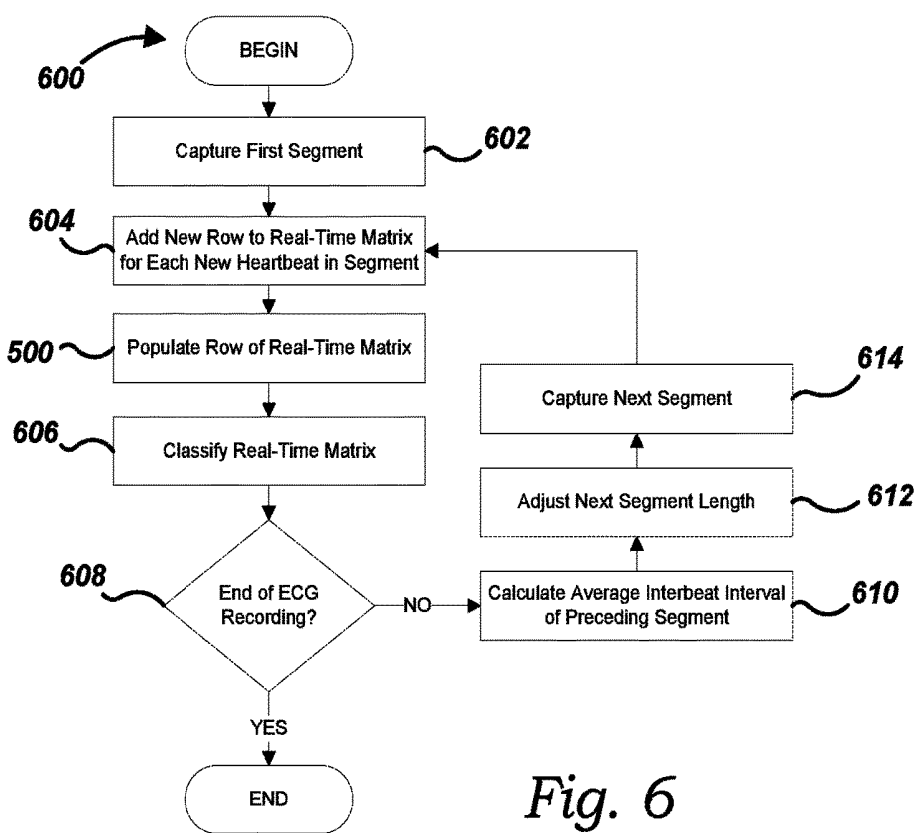 BEGIN
600
Capture First Segment
602
604
Add New Row to Real-Time Matrix
for Each New Heartbeat in Segment
500
Populate Row of Real-Time Matrix
614
Capture Next Segment
606
Classify Real-Time Matrix
Adjust Next Segment Length
612
608
End of ECG
Recording?
NO
Calculate Average Interbeat Interval
of Preceding Segment
610
YES
END
Fig. 6